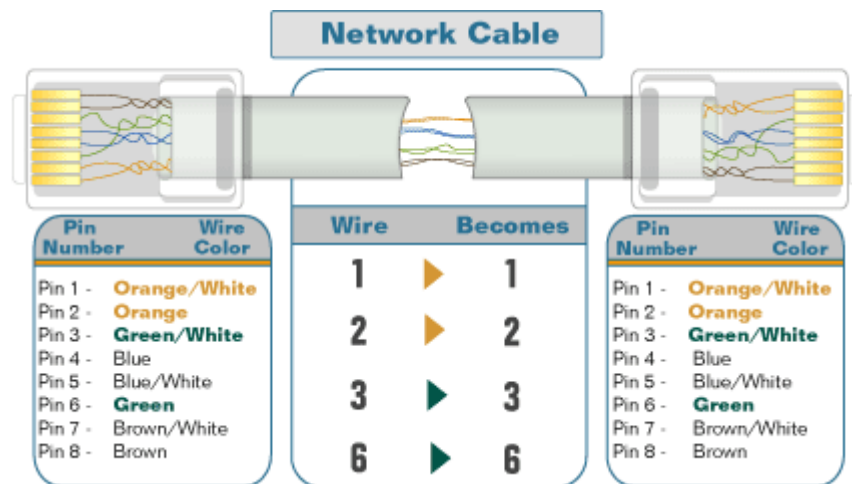 Network Cable
Pin Number Wire Color
Pin 1 - Orange/White
Pin 2 - Orange
Pin 3 - Green/White
Pin 4 - Blue
Pin 5 - Blue/White
Pin 6 - Green
Pin 7 - Brown/White
Pin 8 - Brown
Wire Becomes
1 1
2 2
3 3
6 6
Pin Number Wire Color
Pin 1 - Orange/White
Pin 2 - Orange
Pin 3 - Green/White
Pin 4 - Blue
Pin 5 - Blue/White
Pin 6 - Green
Pin 7 - Brown/White
Pin 8 - Brown